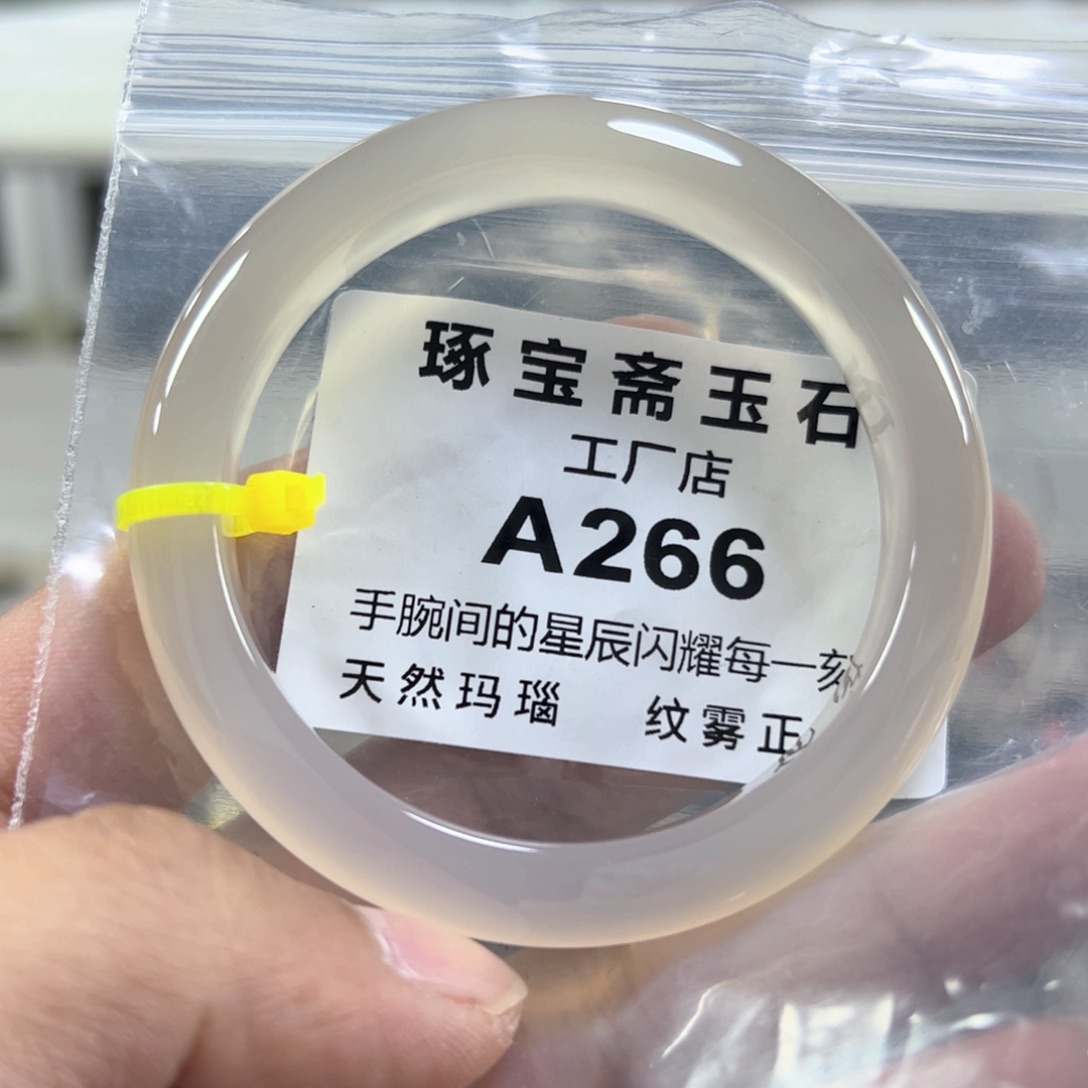 琢宝斋玉石
工厂店
A266
手腕间的星辰闪耀每一刻
天然玛瑙 纹雾正